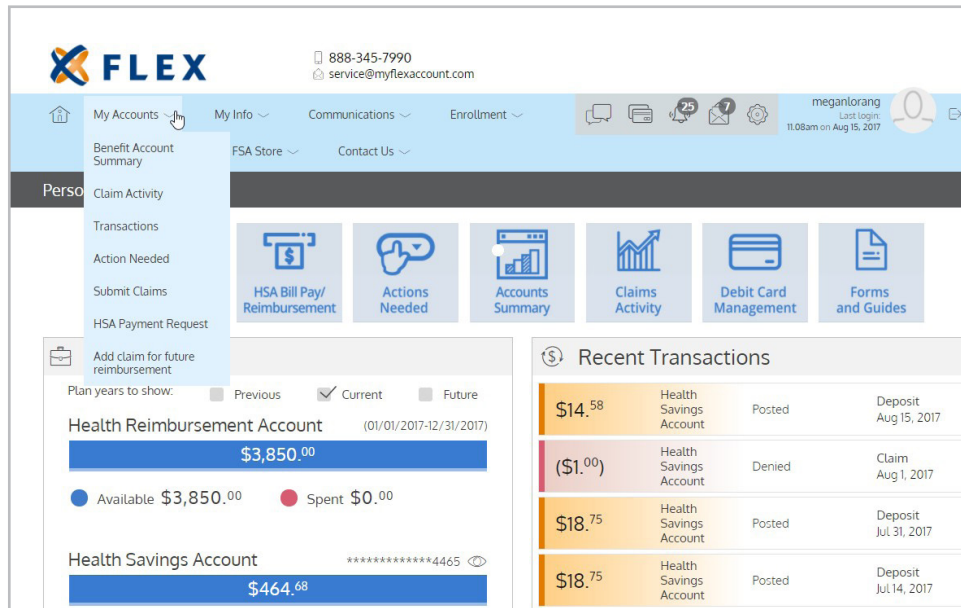 FLEX
888-345-7990
service@myflexaccount.com
My Accounts
My Info
Communications
Enrollment
25
7
meganlorang
Last login:
11.08am on Aug 15, 2017
FSA Store
Contact Us
Benefit Account
Summary
Claim Activity
Transactions
Action Needed
Submit Claims
HSA Payment Request
Add claim for future
reimbursement
Perso
HSA Bill Pay/
Reimbursement
Actions
Needed
Accounts
Summary
Claims
Activity
Debit Card
Management
Forms
and Guides
Plan years to show:
Previous
Current
Future
Health Reimbursement Account
(01/01/2017-12/31/2017)
$3,850.00
Available $3,850.00
Spent $0.00
Health Savings Account
*************4465
$464.68
Recent Transactions
$14.58
Health
Savings
Account
Posted
Deposit
Aug 15, 2017
($1.00)
Health
Savings
Account
Denied
Claim
Aug 1, 2017
$18.75
Health
Savings
Account
Posted
Deposit
Jul 31, 2017
$18.75
Health
Savings
Account
Posted
Deposit
Jul 14, 2017